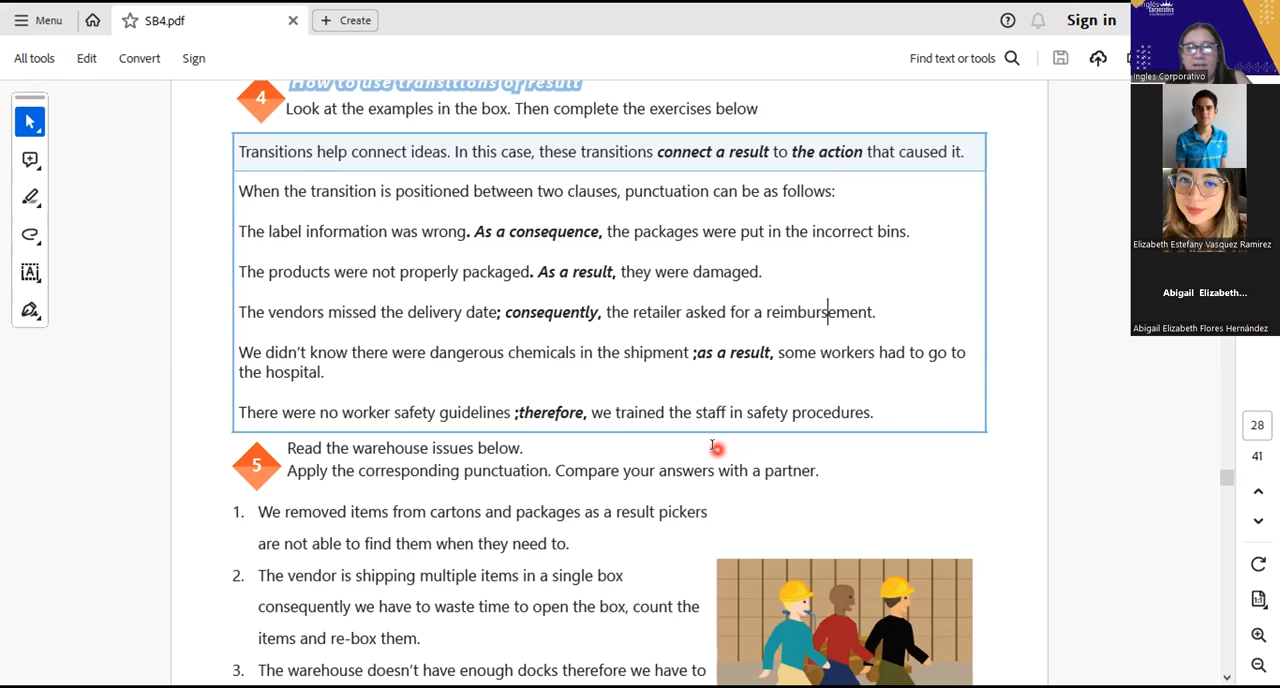 Menu
SB4.pdf
Create
Sign in
All tools
Edit
Convert
Sign
Find text or tools
Inglés
Corporativo
Ingles Corporativo
How to use transitions of result
4
Look at the examples in the box. Then complete the exercises below
Transitions help connect ideas. In this case, these transitions connect a result to the action that caused it.
When the transition is positioned between two clauses, punctuation can be as follows:
The label information was wrong. As a consequence, the packages were put in the incorrect bins.
The products were not properly packaged. As a result, they were damaged.
The vendors missed the delivery date; consequently, the retailer asked for a reimbursement.
We didn't know there were dangerous chemicals in the shipment ;as a result, some workers had to go to
the hospital.
There were no worker safety guidelines ;therefore, we trained the staff in safety procedures.
5
Read the warehouse issues below.
Apply the corresponding punctuation. Compare your answers with a partner.
1. We removed items from cartons and packages as a result pickers
are not able to find them when they need to.
2. The vendor is shipping multiple items in a single box
consequently we have to waste time to open the box, count the
items and re-box them.
3. The warehouse doesn't have enough docks therefore we have to
Elizabeth Estefany Vasquez Ramirez
Abigail Elizabeth...
Abigail Elizabeth Flores Hernández
28
41